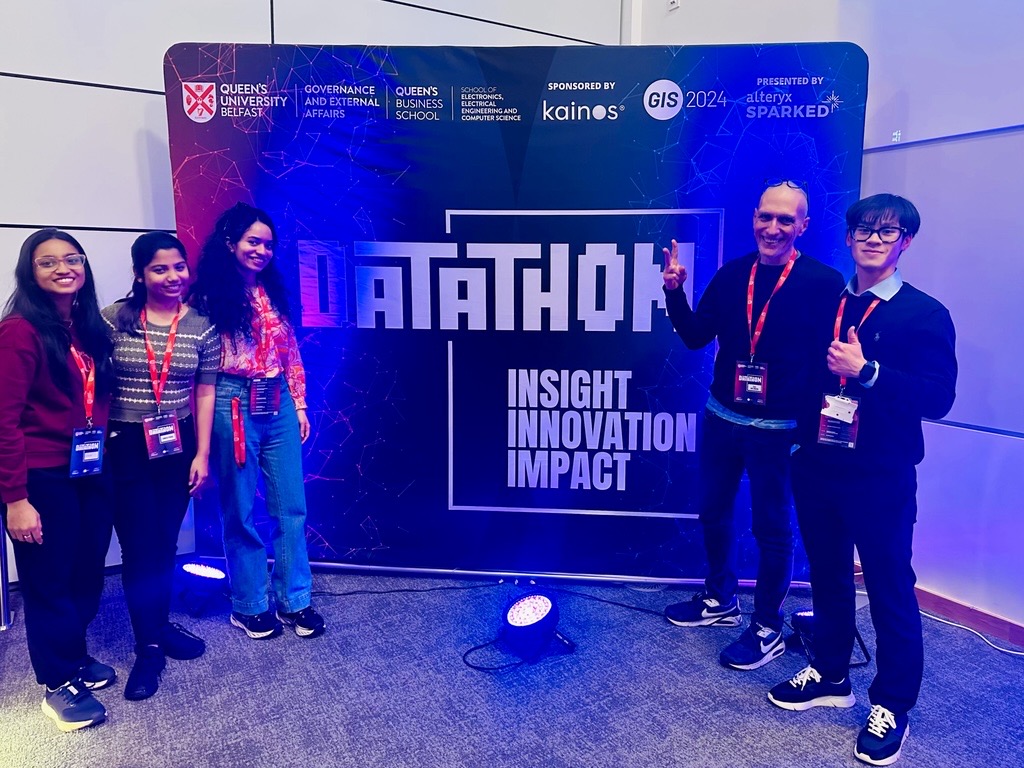 QUEEN'S
UNIVERSITY
BELFAST
GOVERNANCE
AND EXTERNAL
AFFAIRS
QUEEN'S
BUSINESS
SCHOOL
SCHOOL OF
ELECTRONICS,
ELECTRICAL
ENGINEERING AND
COMPUTER SCIENCE
SPONSORED BY
kainos®
GIS 2024
PRESENTED BY
alteryx
SPARKED
DATATHON
INSIGHT
INNOVATION
IMPACT
DATATHON